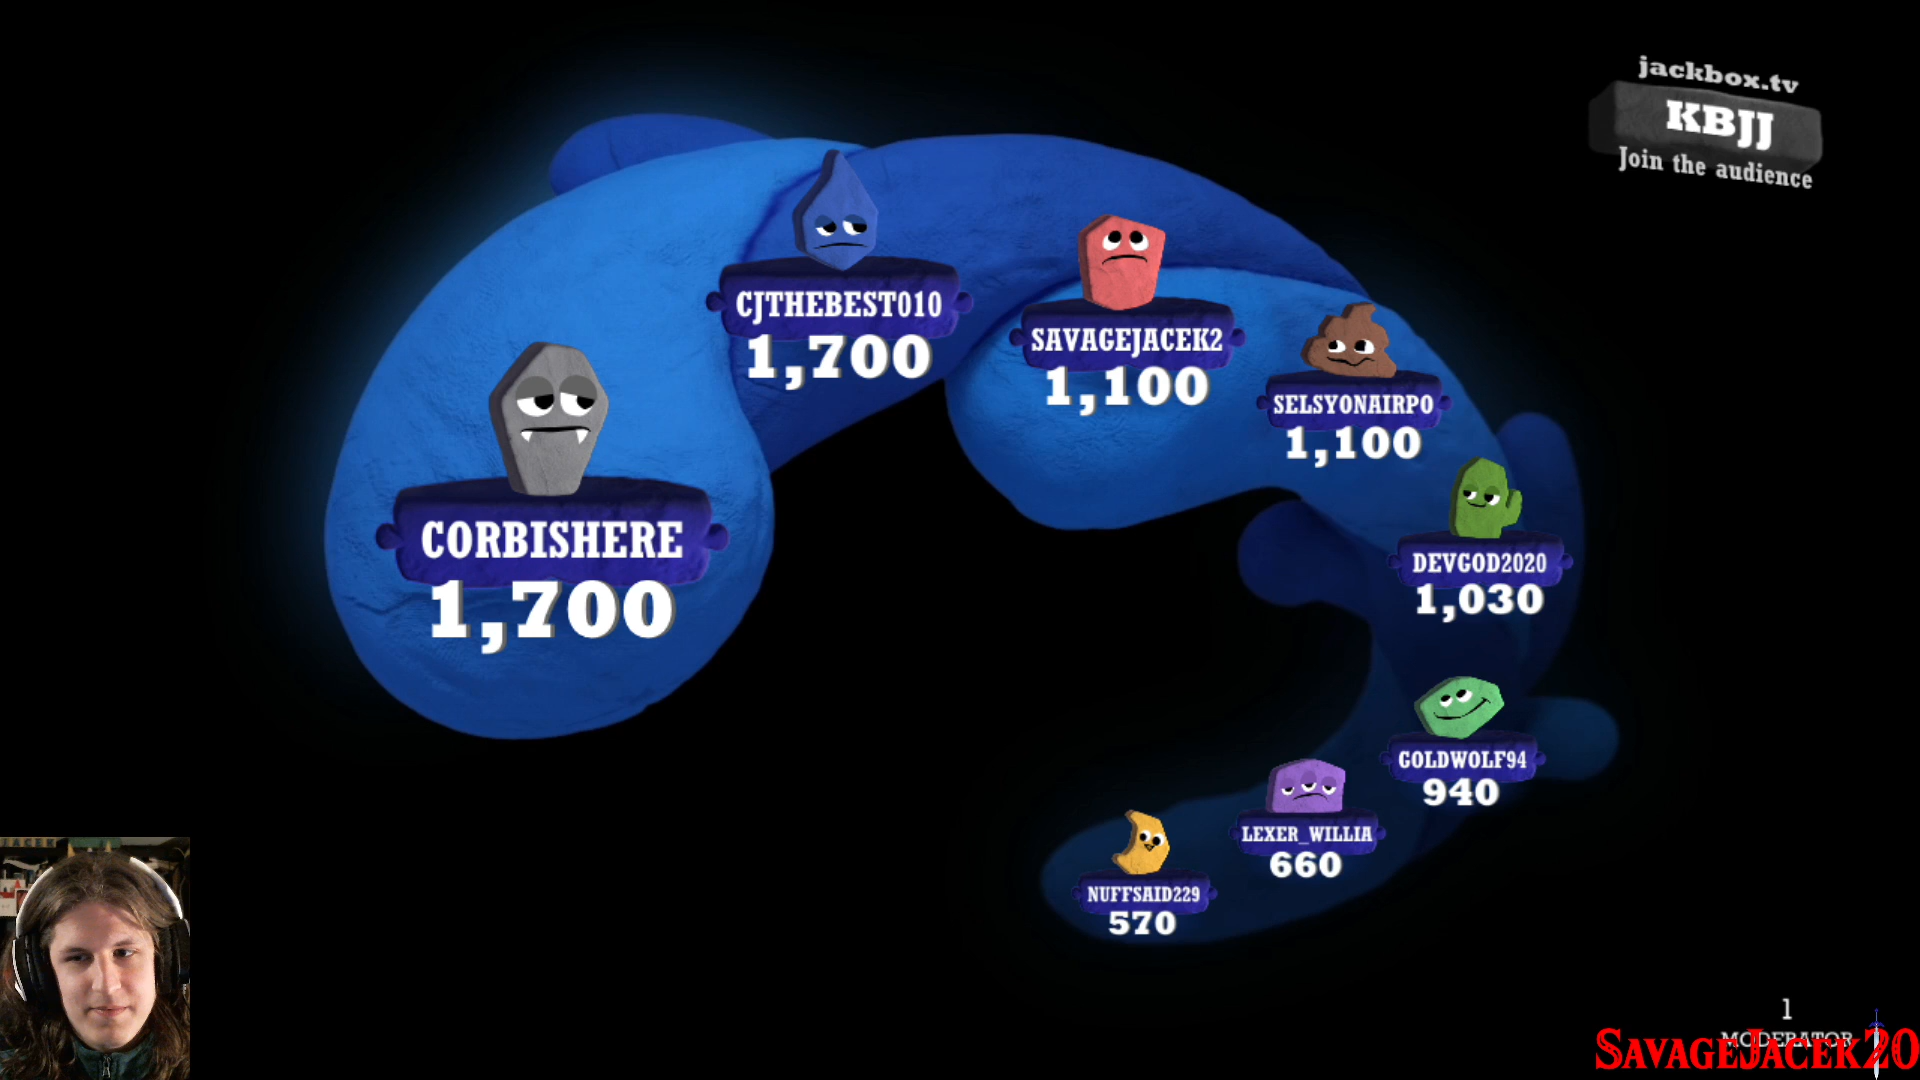 jackbox.tv
KBJJ
Join the audience
CJTHEBEST010
1,700
SAVAGEJACEK2
1,100
SELSYONAIRPO
1,100
CORBISHERE
1,700
DEVGOD2020
1,030
GOLDWOLF94
940
LEXER_WILLIA
660
NUFFSAID229
570
1
MODERATOR
SAVAGEJACEK20